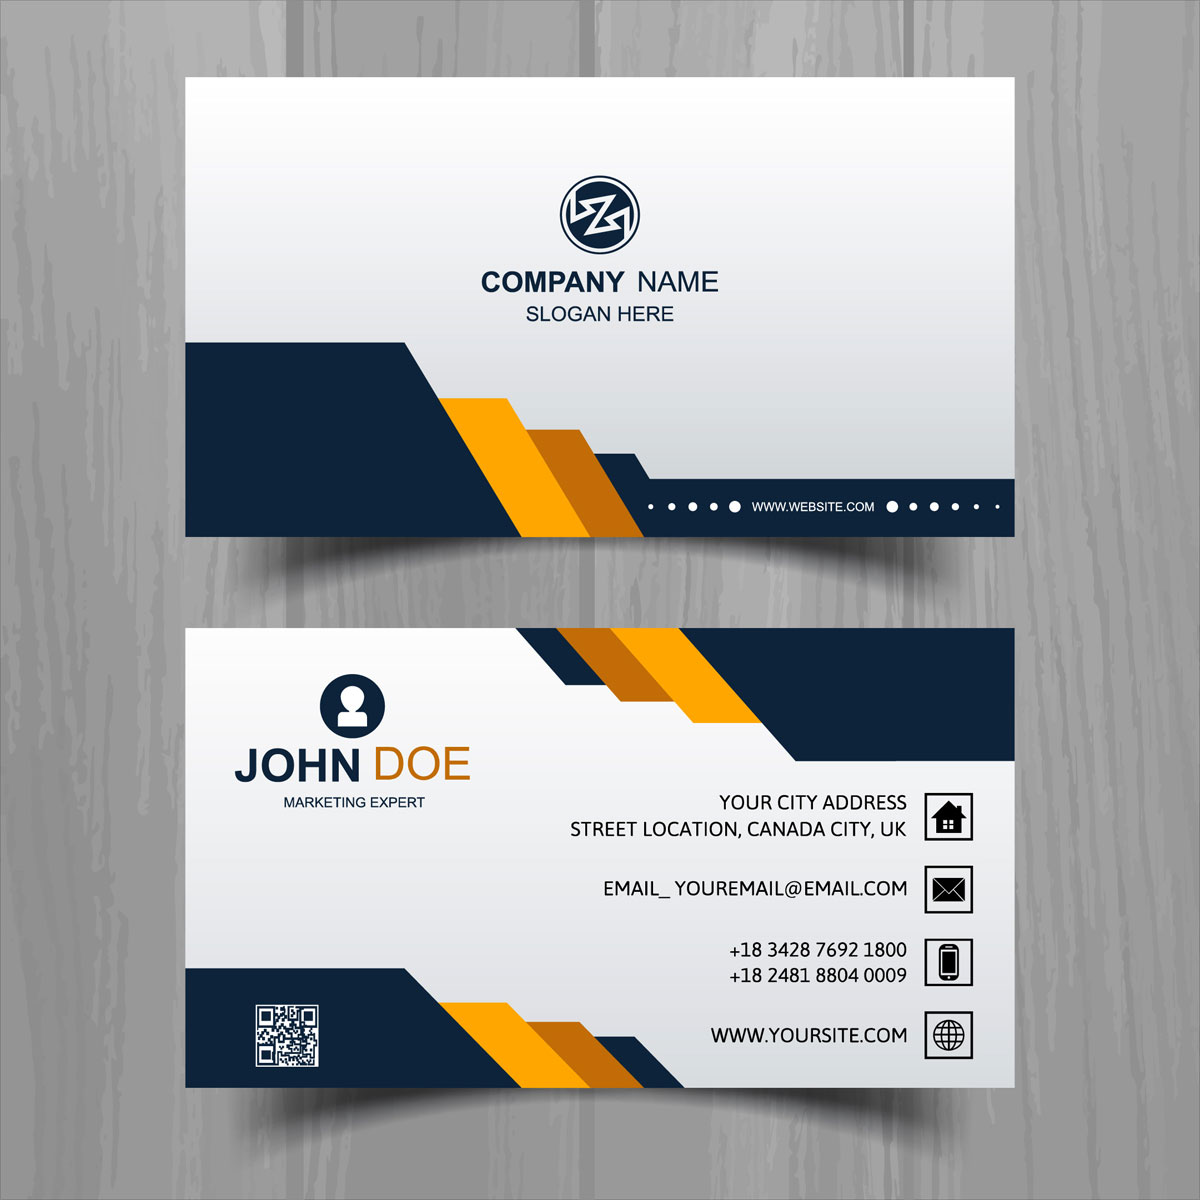 COMPANY NAME
SLOGAN HERE
WWW.WEBSITE.COM
JOHN DOE
MARKETING EXPERT
YOUR CITY ADDRESS
STREET LOCATION, CANADA CITY, UK
EMAIL_ YOUREMAIL@EMAIL.COM
+18 3428 7692 1800
+18 2481 8804 0009
WWW.YOURSITE.COM